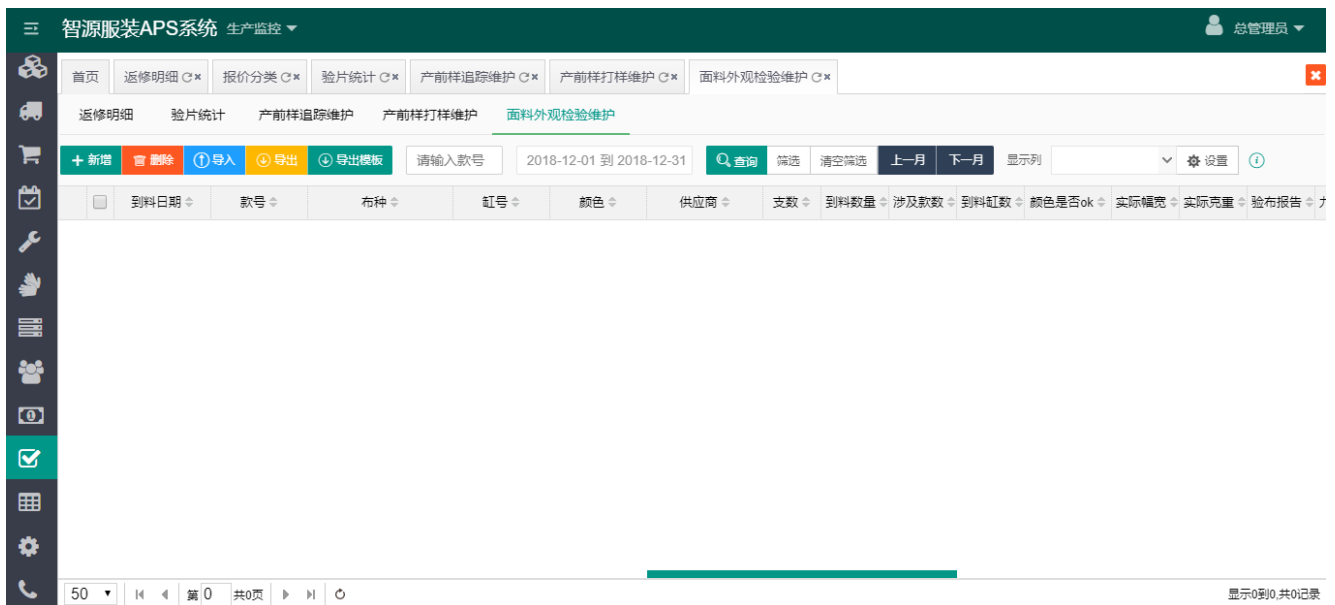 智源服装APS系统 生产监控 总管理员
首页 返修明细 报价分类 验片统计 产前样追踪维护 产前样打样维护 面料外观检验维护
返修明细 验片统计 产前样追踪维护 产前样打样维护 面料外观检验维护
新增 删除 导入 导出 导出模板 请输入款号 2018-12-01 到 2018-12-31 查询 筛选 清空筛选 上一月 下一月 显示列 设置
到料日期 款号 布种 缸号 颜色 供应商 支数 到料数量 涉及款数 到料缸数 颜色是否ok 实际幅宽 实际克重 验布报告
50 第 0 共0页 显示0到0,共0记录